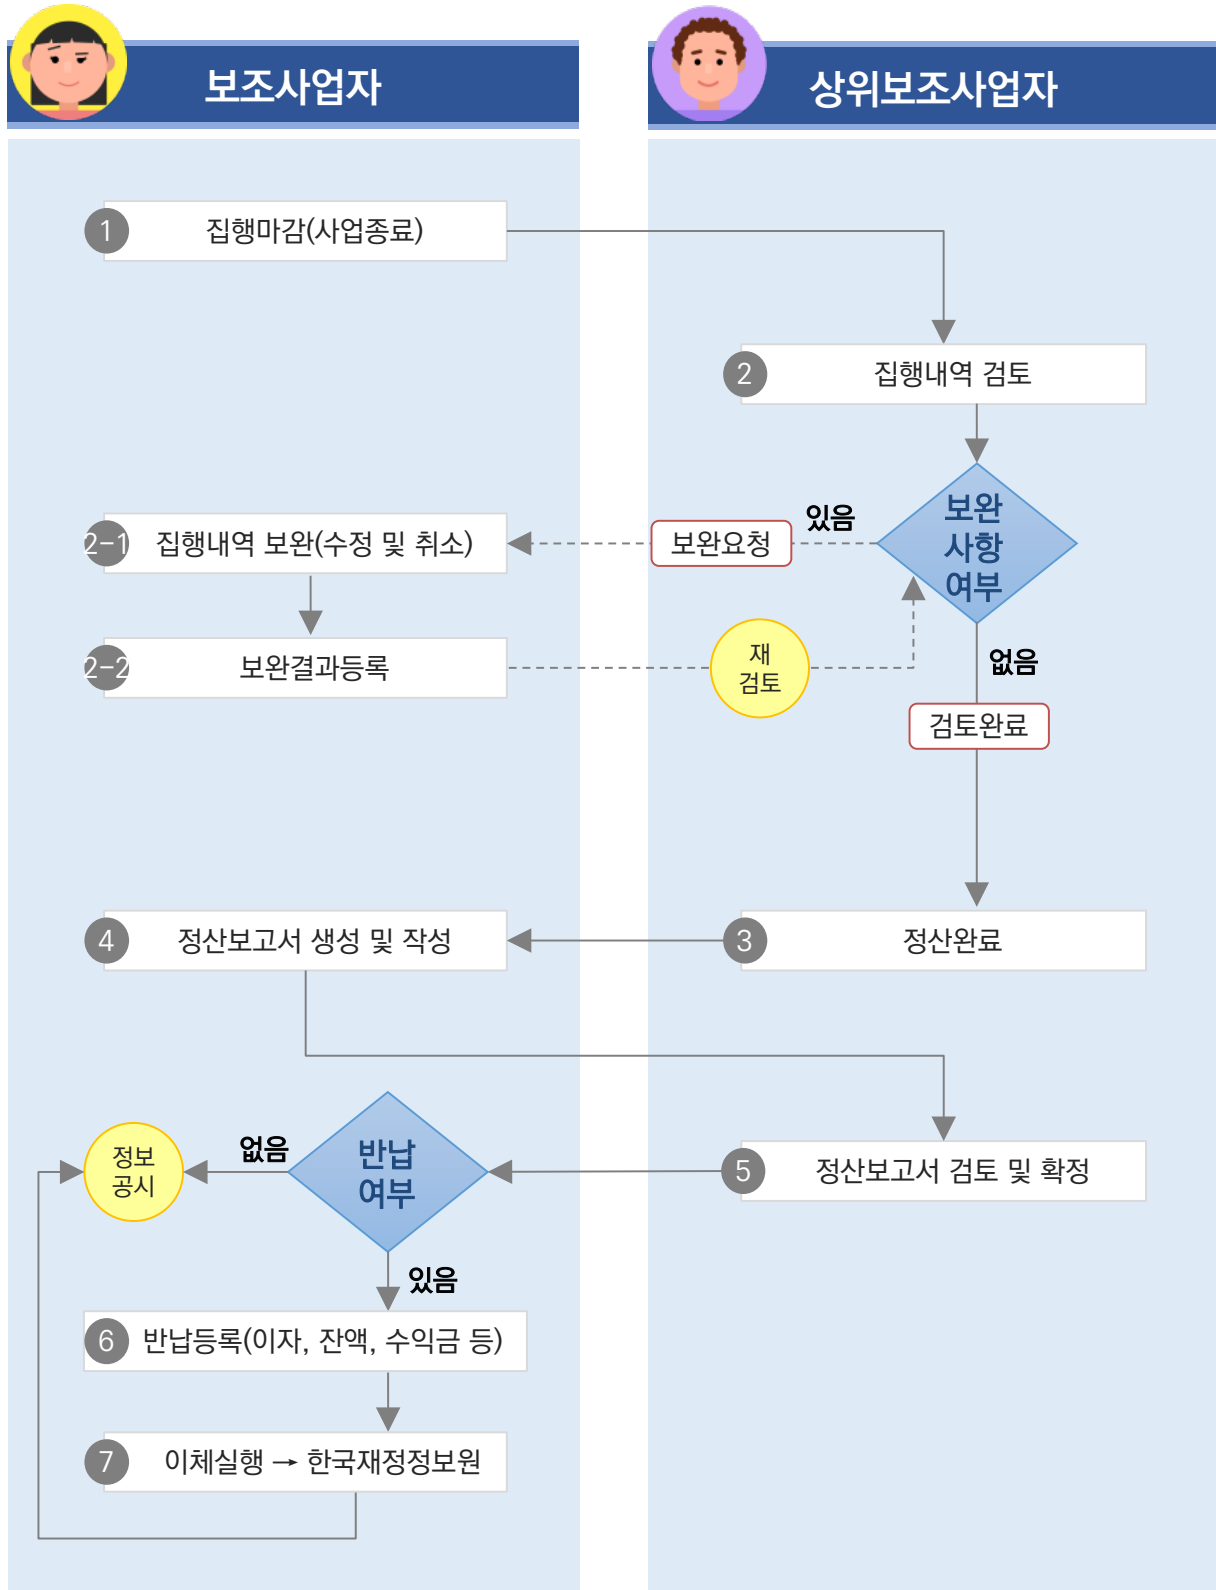 보조사업자
상위보조사업자
1 집행마감(사업종료)
2 집행내역 검토
보완
사항
여부
있음
보완요청
2-1 집행내역 보완(수정 및 취소)
2-2 보완결과등록
재
검토
없음
검토완료
3 정산완료
4 정산보고서 생성 및 작성
5 정산보고서 검토 및 확정
반납
여부
없음
정보
공시
있음
6 반납등록(이자, 잔액, 수익금 등)
7 이체실행 → 한국재정정보원